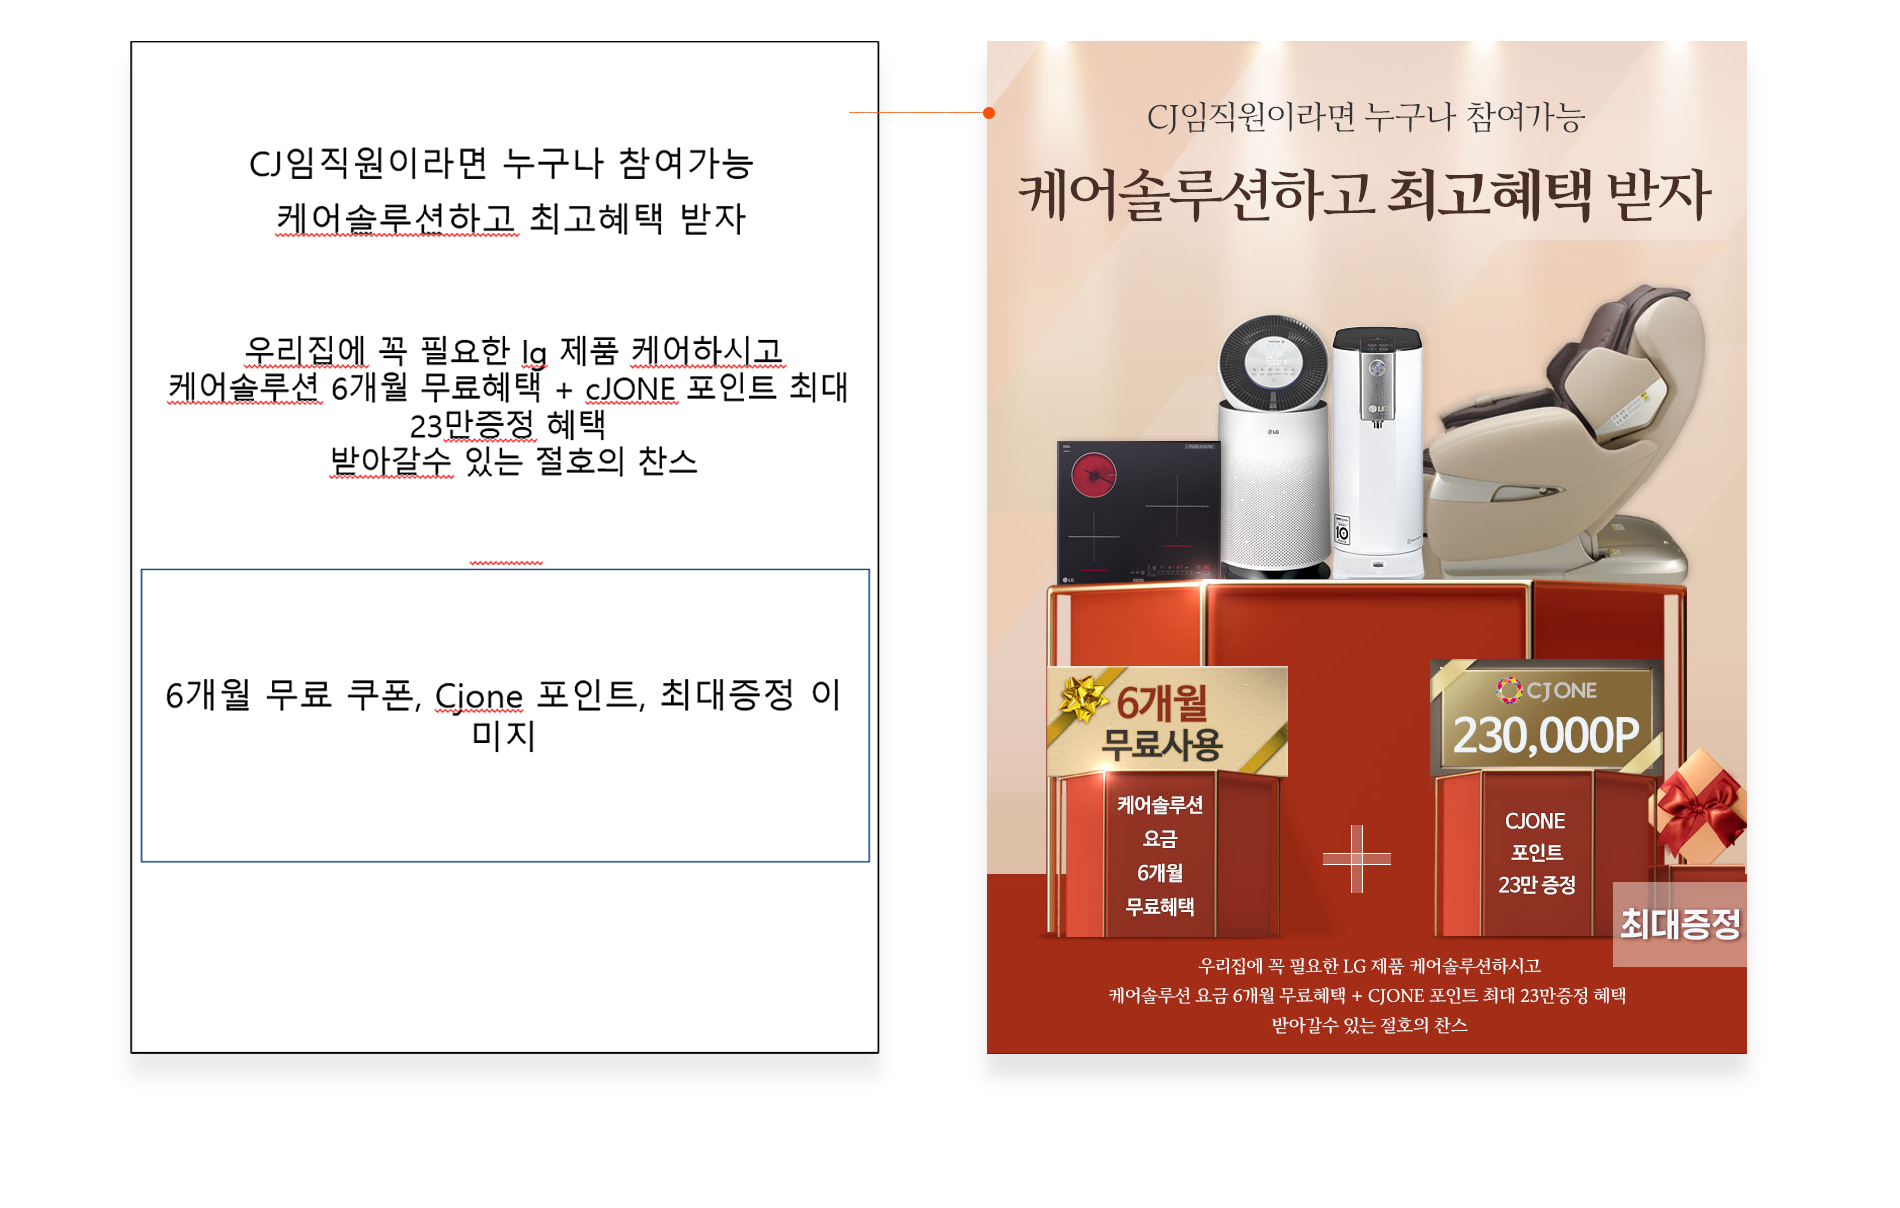 CJ임직원이라면 누구나 참여가능
케어솔루션하고 최고혜택 받자
우리집에 꼭 필요한 lg 제품 케어하시고
케어솔루션 6개월 무료혜택 + cJONE 포인트 최대
23만증정 혜택
받아갈수 있는 절호의 찬스
6개월 무료 쿠폰, Cjone 포인트, 최대증정 이
미지
CJ임직원이라면 누구나 참여가능
케어솔루션하고 최고혜택 받자
LG
LG
LG
10
6개월
무료사용
케어솔루션
요금
6개월
무료혜택
CJ ONE
230,000P
CJONE
포인트
23만 증정
최대증정
우리집에 꼭 필요한 LG 제품 케어솔루션하시고
케어솔루션 요금 6개월 무료혜택 + CJONE 포인트 최대 23만증정 혜택
받아갈수 있는 절호의 찬스